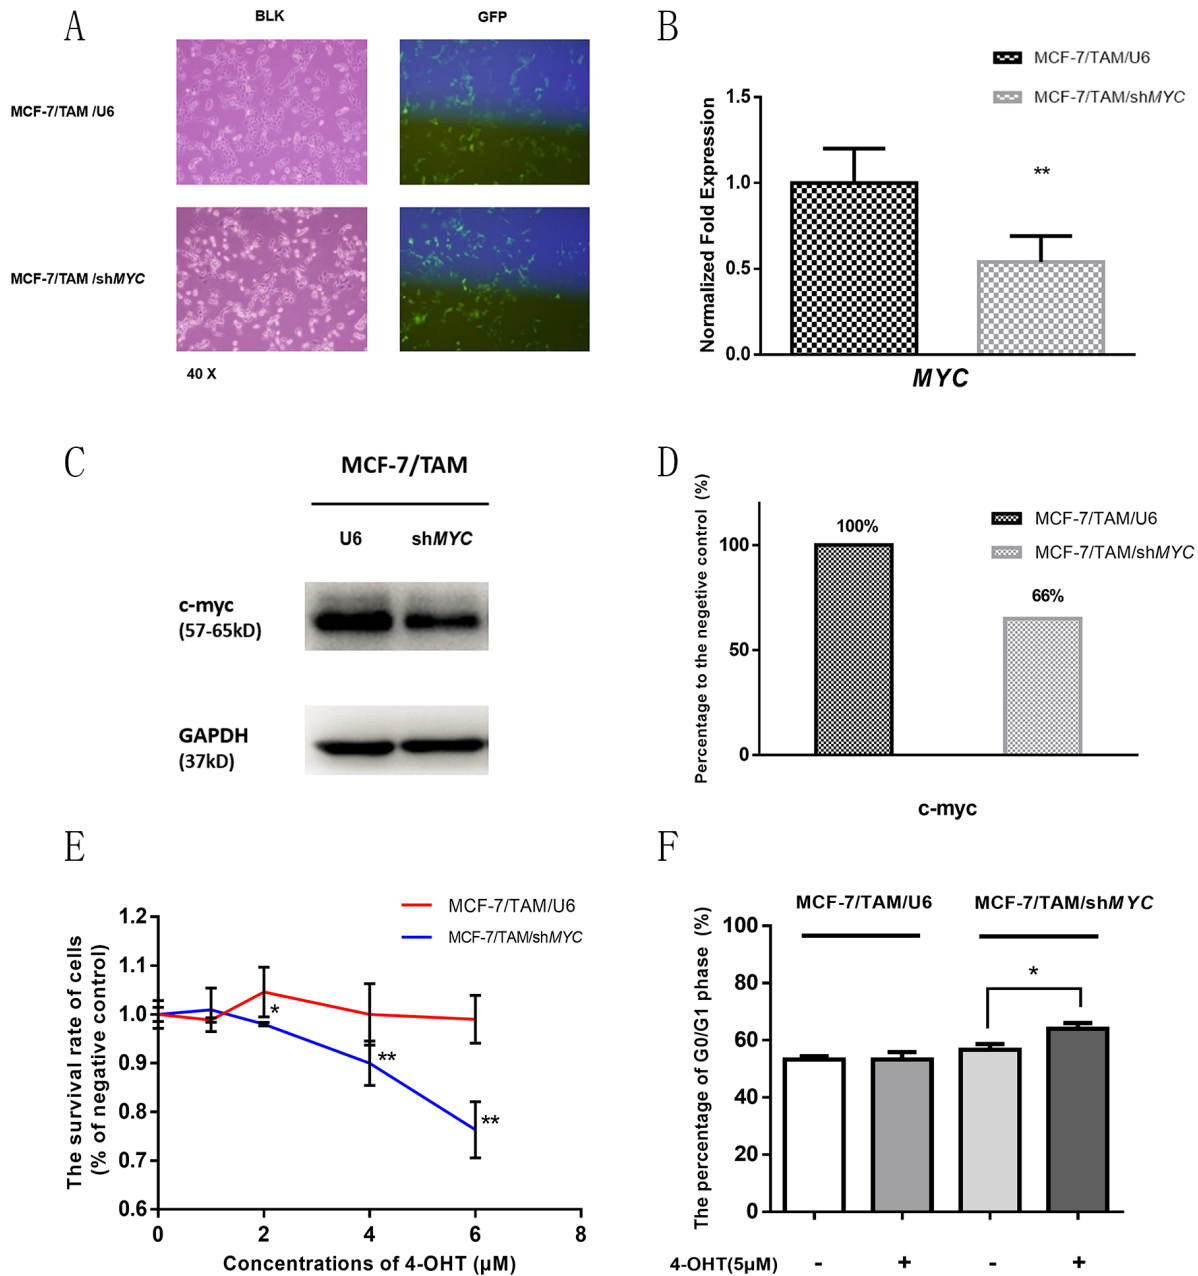 A
BLK
GFP
MCF-7/TAM /U6
MCF-7/TAM /shMYC
40 X
B
MCF-7/TAM/U6
MCF-7/TAM/shMYC
Normalized Fold Expression
1.5
1.0
0.5
0.0
**
MYC
C
MCF-7/TAM
U6
shMYC
c-myc
(57-65kD)
GAPDH
(37kD)
D
Percentage to the negetive control (%)
MCF-7/TAM/U6
MCF-7/TAM/shMYC
100
50
0
100%
66%
c-myc
E
MCF-7/TAM/U6
MCF-7/TAM/shMYC
The survival rate of cells
(% of negative control)
1.2
1.1
1.0
0.9
0.8
0.7
0.6
*
**
**
0
2
4
6
8
Concentrations of 4-OHT (μM)
F
MCF-7/TAM/U6
MCF-7/TAM/shMYC
The percentage of G0/G1 phase (%)
100
80
60
40
20
0
*
4-OHT(5μM)
-
+
-
+